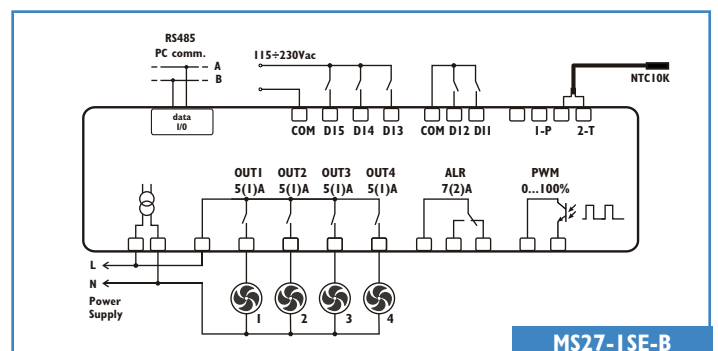 RS485
PC comm.
A
B
115÷230Vac
NTC10K
data
I/0
COM DI5 DI4 DI3 COM DI2 DI1 1-P 2-T
OUT1 OUT2 OUT3 OUT4 ALR PWM
5(1)A 5(1)A 5(1)A 5(1)A 7(2)A 0...100%
L
N
Power
Supply
1 2 3 4
MS27-1SE-B